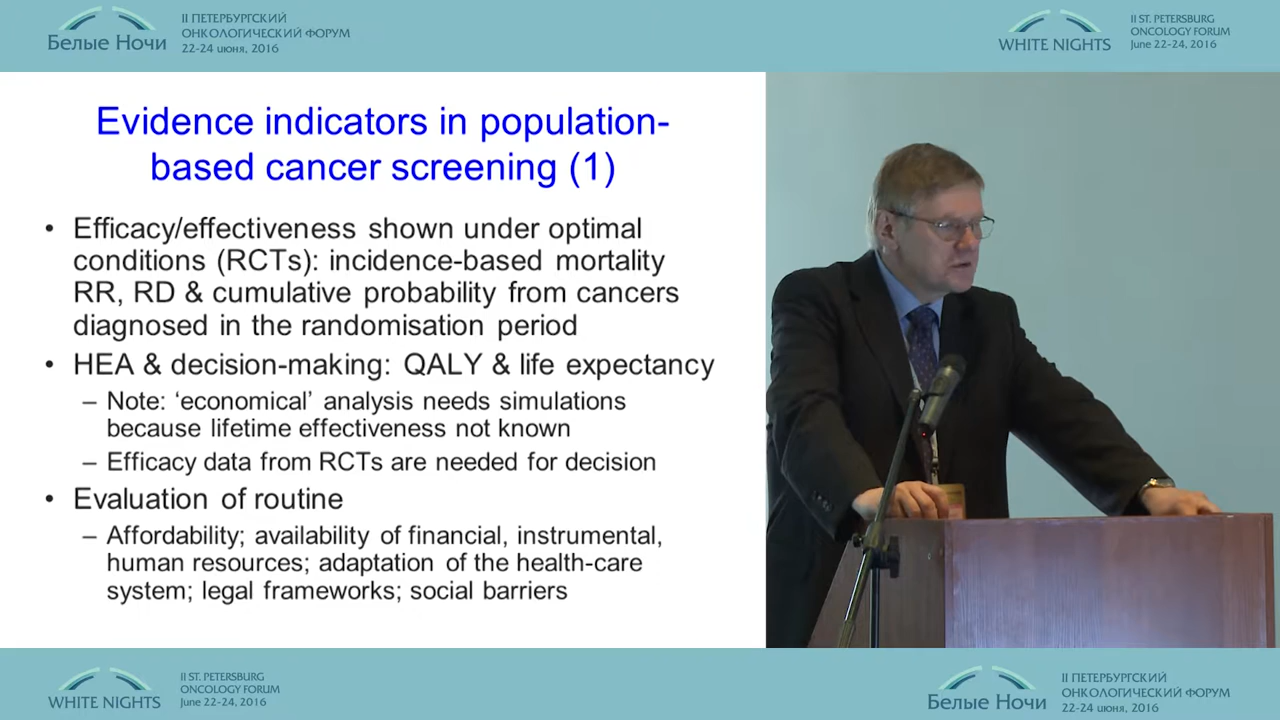 Белые Ночи
II ПЕТЕРБУРГСКИЙ
ОНКОЛОГИЧЕСКИЙ ФОРУМ
22-24 июня, 2016
WHITE NIGHTS
II ST. PETERSBURG
ONCOLOGY FORUM
June 22-24, 2016
Evidence indicators in population-
based cancer screening (1)
• Efficacy/effectiveness shown under optimal
conditions (RCTs): incidence-based mortality
RR, RD & cumulative probability from cancers
diagnosed in the randomisation period
• HEA & decision-making: QALY & life expectancy
– Note: ‘economical’ analysis needs simulations
because lifetime effectiveness not known
– Efficacy data from RCTs are needed for decision
• Evaluation of routine
– Affordability; availability of financial, instrumental,
human resources; adaptation of the health-care
system; legal frameworks; social barriers
WHITE NIGHTS
II ST. PETERSBURG
ONCOLOGY FORUM
June 22-24, 2016
Белые Ночи
II ПЕТЕРБУРГСКИЙ
ОНКОЛОГИЧЕСКИЙ ФОРУМ
22-24 июня, 2016